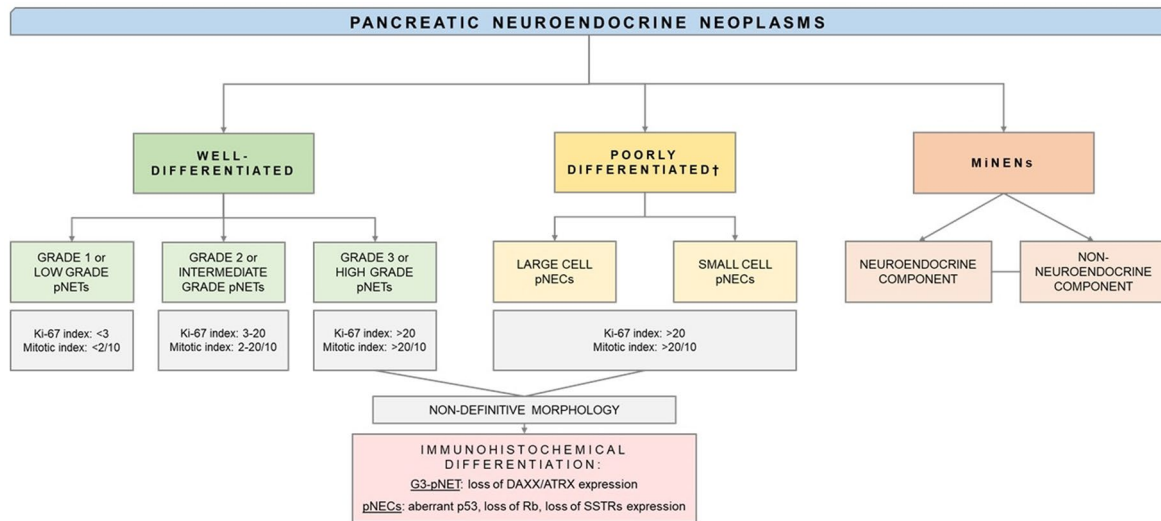 PANCREATIC NEUROENDOCRINE NEOPLASMS
WELL-
DIFFERENTIATED
POORLY
DIFFERENTIATED†
MiNENs
GRADE 1 or
LOW GRADE
pNETs
GRADE 2 or
INTERMEDIATE
GRADE pNETs
GRADE 3 or
HIGH GRADE
pNETs
LARGE CELL
pNECs
SMALL CELL
pNECs
NEUROENDOCRINE
COMPONENT
NON-
NEUROENDOCRINE
COMPONENT
Ki-67 index: <3
Mitotic index: <2/10
Ki-67 index: 3-20
Mitotic index: 2-20/10
Ki-67 index: >20
Mitotic index: >20/10
Ki-67 index: >20
Mitotic index: >20/10
NON-DEFINITIVE MORPHOLOGY
IMMUNOHISTOCHEMICAL
DIFFERENTIATION:
G3-pNET: loss of DAXX/ATRX expression
pNECs: aberrant p53, loss of Rb, loss of SSTRs expression